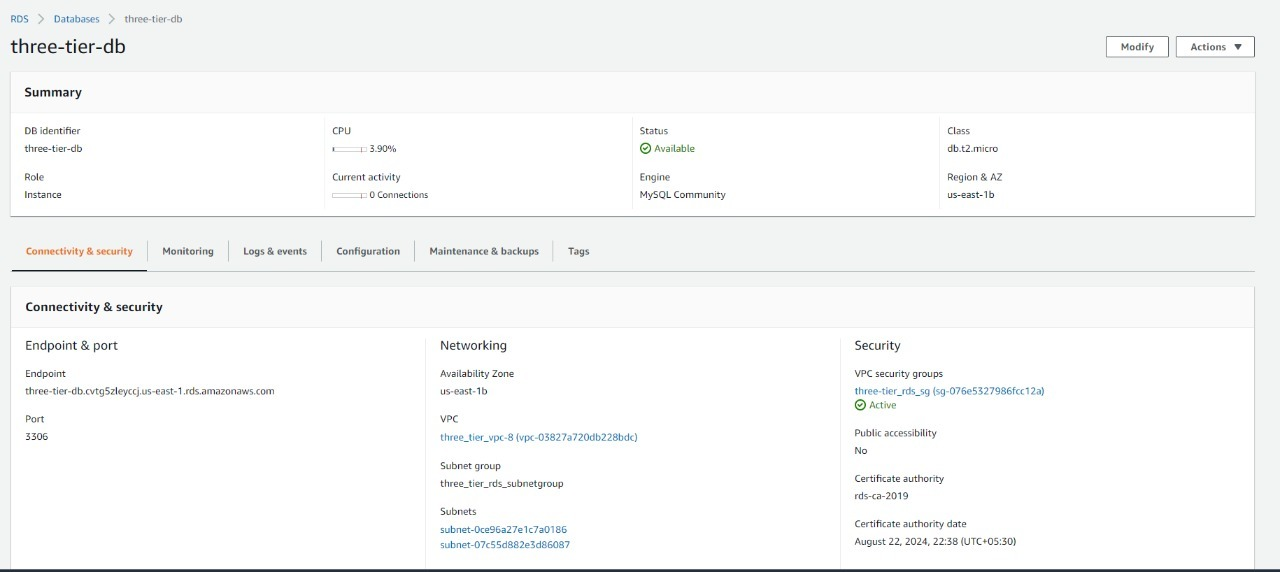 RDS > Databases > three-tier-db
three-tier-db
Modify
Actions
Summary
DB identifier
three-tier-db
CPU
3.90%
Status
Available
Class
db.t2.micro
Role
Instance
Current activity
0 Connections
Engine
MySQL Community
Region & AZ
us-east-1b
Connectivity & security
Monitoring
Logs & events
Configuration
Maintenance & backups
Tags
Connectivity & security
Endpoint & port
Endpoint
three-tier-db.cvtg5zleyccj.us-east-1.rds.amazonaws.com
Port
3306
Networking
Availability Zone
us-east-1b
VPC
three_tier_vpc-8 (vpc-03827a720db228bdc)
Subnet group
three_tier_rds_subnetgroup
Subnets
subnet-0ce96a27e1c7a0186
subnet-07c55d882e3d86087
Security
VPC security groups
three-tier_rds_sg (sg-076e5327986fcc12a)
Active
Public accessibility
No
Certificate authority
rds-ca-2019
Certificate authority date
August 22, 2024, 22:38 (UTC+05:30)